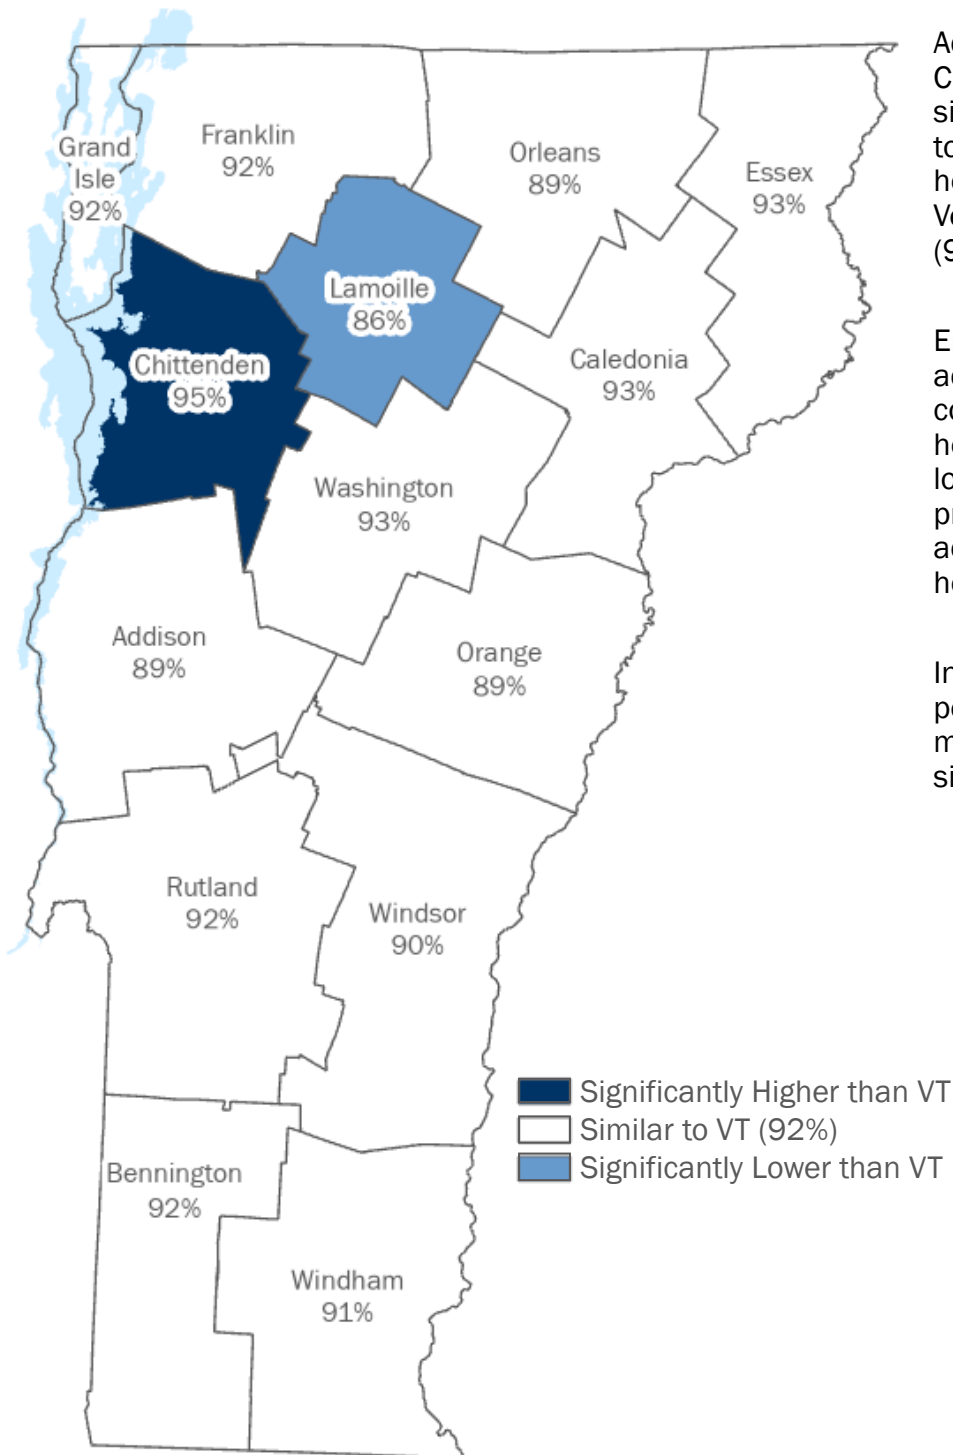 Grand
Isle
92%
Franklin
92%
Orleans
89%
Essex
93%
Lamoille
86%
Chittenden
95%
Caledonia
93%
Washington
93%
Addison
89%
Orange
89%
Rutland
92%
Windsor
90%
Bennington
92%
Windham
91%
Significantly Higher than VT
Similar to VT (92%)
Significantly Lower than VT